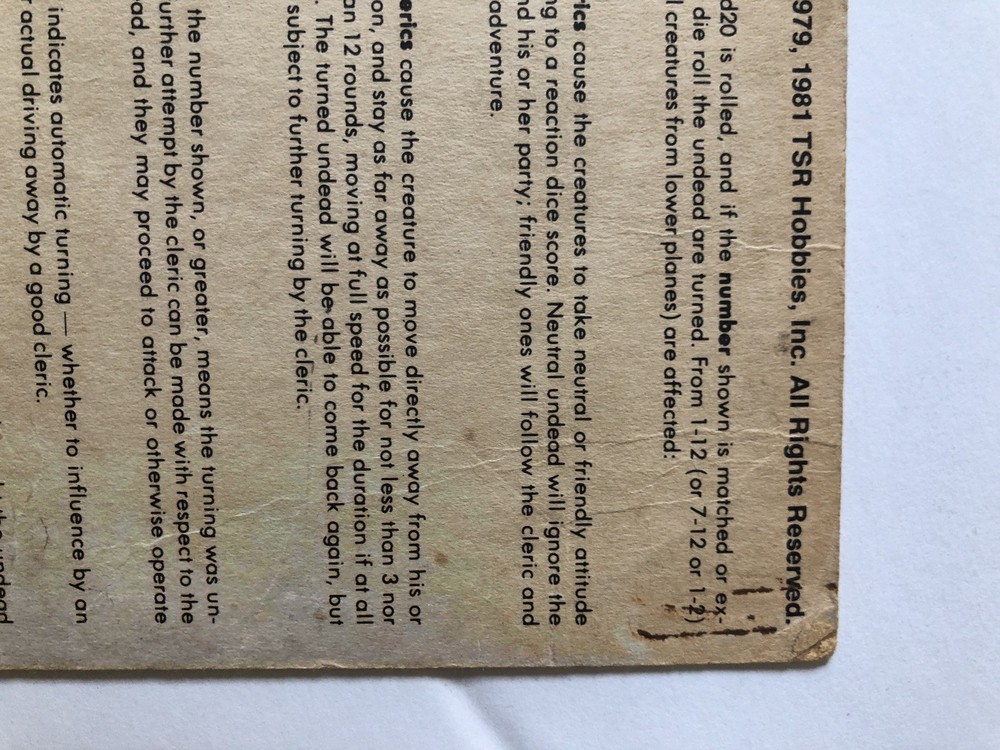 979, 1981 TSR Hobbies, Inc. All Rights Reserved.
d20 is rolled, and if the number shown is matched or ex-
die roll the undead are turned. From 1-12 (or 7-12 or 1-2)
l creatures from lower planes) are affected:
rics cause the creatures to take neutral or friendly attitude
ng to a reaction dice score. Neutral undead will ignore the
nd his or her party; friendly ones will follow the cleric and
adventure.
erics cause the creature to move directly away from his or
on, and stay as far away as possible for not less than 3 nor
an 12 rounds, moving at full speed for the duration if at all
. The turned undead will be able to come back again, but
subject to further turning by the cleric.
the number shown, or greater, means the turning was un-
urther attempt by the cleric can be made with respect to the
ad, and they may proceed to attack or otherwise operate
indicates automatic turning — whether to influence by an
r actual driving away by a good cleric.
undead